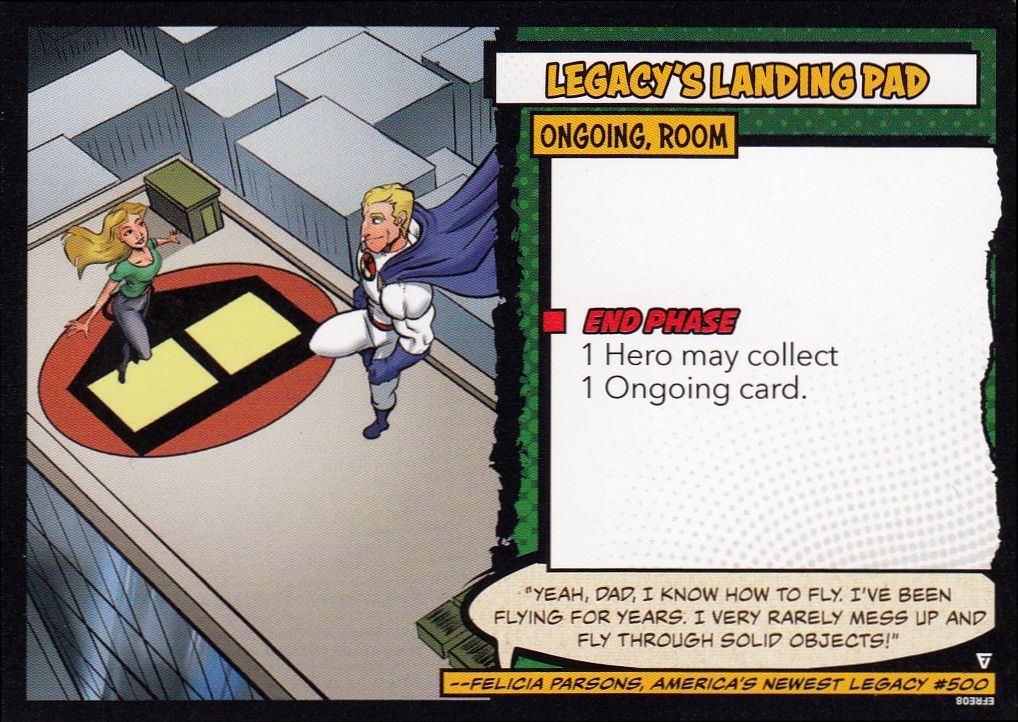 LEGACY'S LANDING PAD
ONGOING, ROOM
END PHASE
1 Hero may collect
1 Ongoing card.
"YEAH, DAD, I KNOW HOW TO FLY. I'VE BEEN
FLYING FOR YEARS. I VERY RARELY MESS UP AND
FLY THROUGH SOLID OBJECTS!"
--FELICIA PARSONS, AMERICA'S NEWEST LEGACY #500
EFRE08